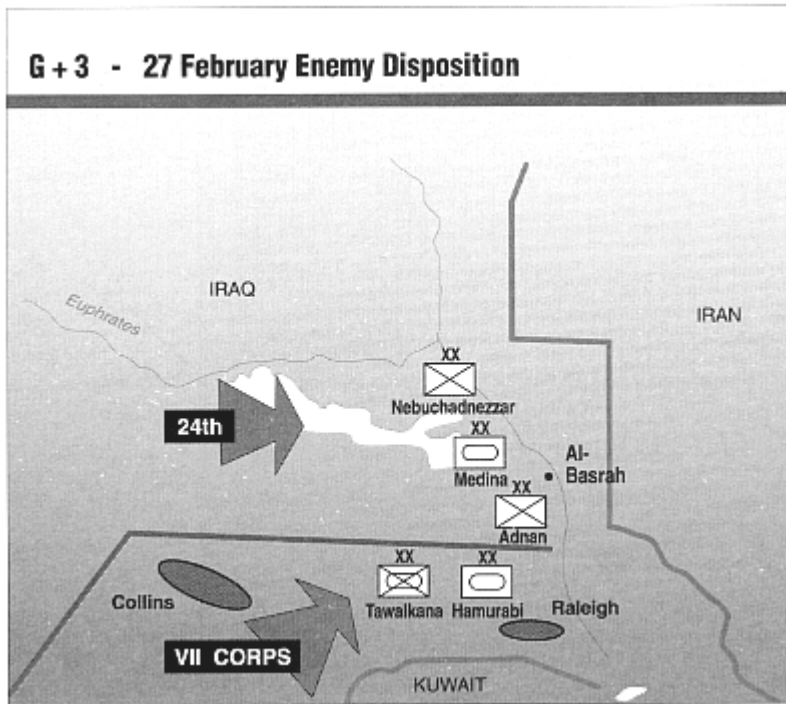 G + 3 - 27 February Enemy Disposition
IRAQ
Euphrates
IRAN
XX
Nebuchadnezzar
24th
XX
Medina
Al-
Basrah
XX
Adnan
XX
Tawalkana
XX
Hamurabi
Collins
Raleigh
VII CORPS
KUWAIT